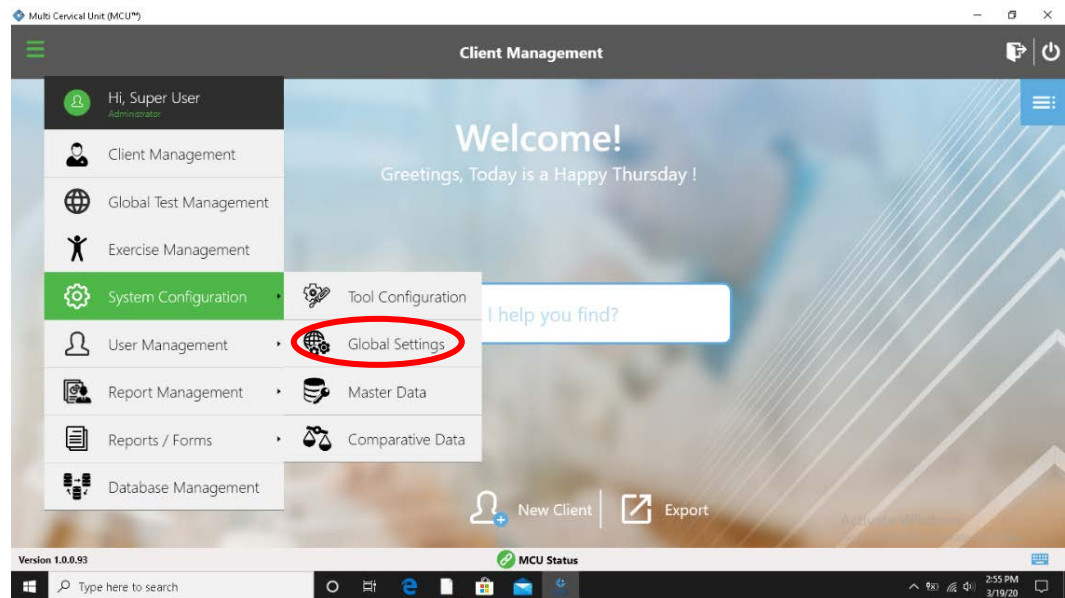 Multi Cervical Unit (MCU™)
Client Management
Hi, Super User
Administrator
Client Management
Global Test Management
Exercise Management
System Configuration
User Management
Report Management
Reports / Forms
Database Management
Tool Configuration
Global Settings
Master Data
Comparative Data
Welcome!
Greetings, Today is a Happy Thursday !
I help you find?
New Client
Export
Version 1.0.0.93
MCU Status
Type here to search
2:55 PM
3/19/20